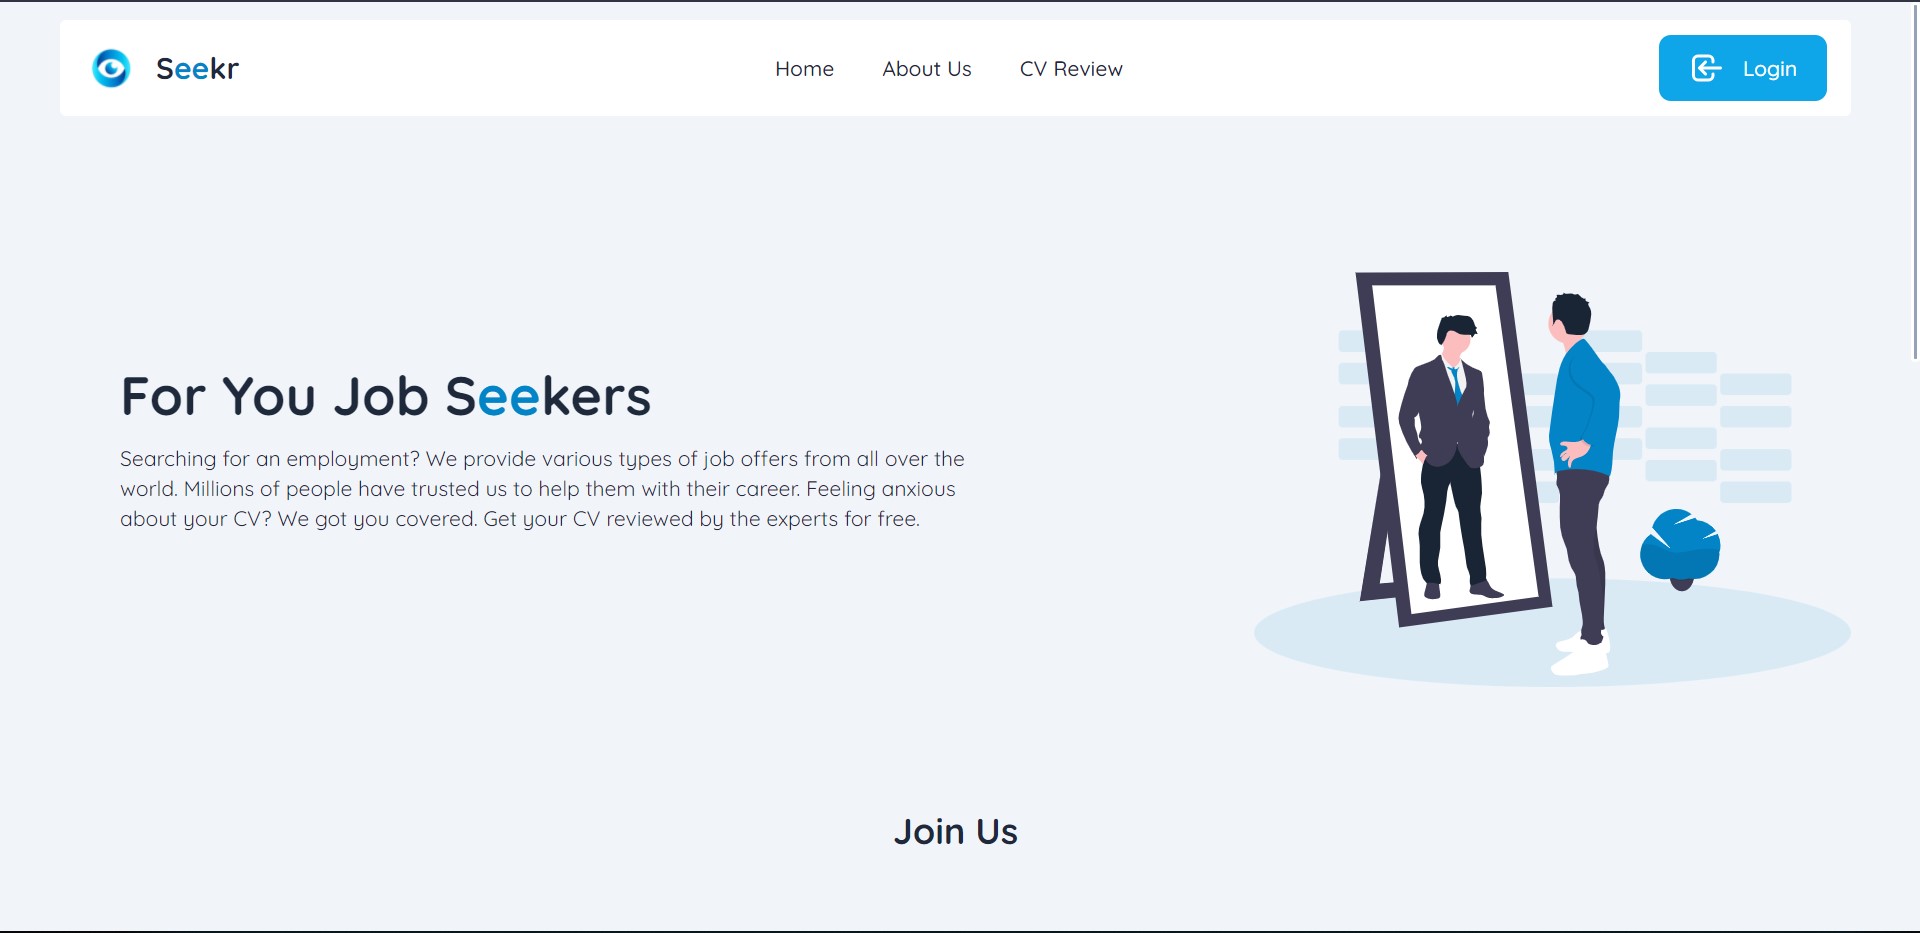 Seekr
Home
About Us
CV Review
Login
For You Job Seekers
Searching for an employment? We provide various types of job offers from all over the
world. Millions of people have trusted us to help them with their career. Feeling anxious
about your CV? We got you covered. Get your CV reviewed by the experts for free.
Join Us